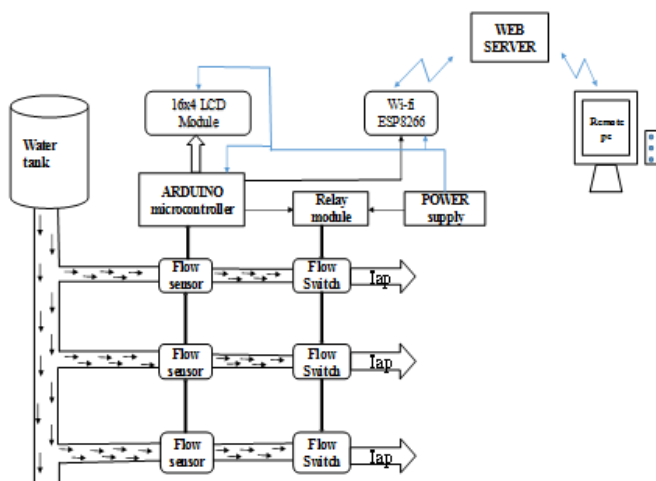 WEB
SERVER
16x4 LCD
Module
Wi-fi
ESP8266
Water
tank
Remote
pc
ARDUINO
microcontroller
Relay
module
POWER
supply
Flow
sensor
Flow
Switch
Tap
Flow
sensor
Flow
Switch
Tap
Flow
sensor
Flow
Switch
Tap